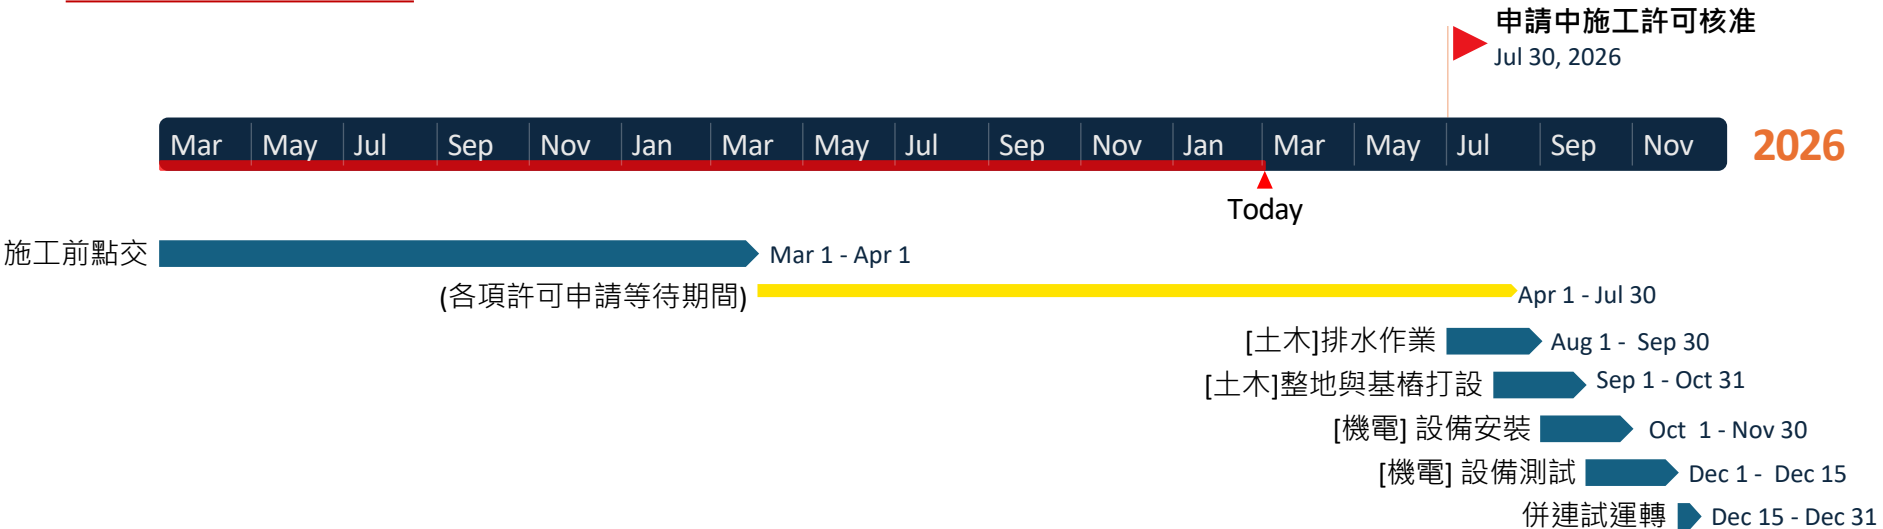 申請中施工許可核准
Jul 30, 2026
Mar May Jul Sep Nov Jan Mar May Jul Sep Nov Jan Mar May Jul Sep Nov 2026
Today
施工前點交 Mar 1 - Apr 1
(各項許可申請等待期間) Apr 1 - Jul 30
[土木]排水作業 Aug 1 - Sep 30
[土木]整地與基樁打設 Sep 1 - Oct 31
[機電] 設備安裝 Oct 1 - Nov 30
[機電] 設備測試 Dec 1 - Dec 15
併連試運轉 Dec 15 - Dec 31